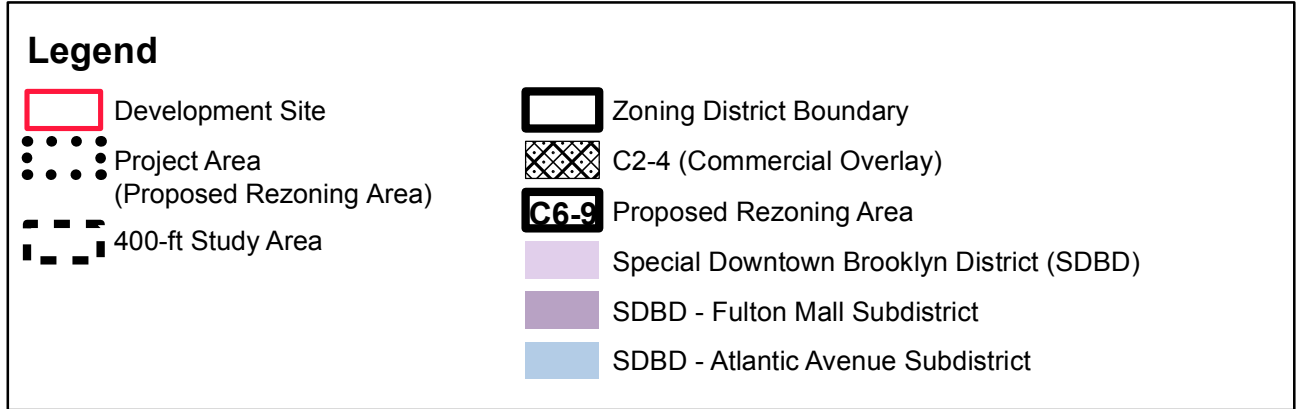 Legend
Development Site
Project Area
(Proposed Rezoning Area)
400-ft Study Area
Zoning District Boundary
C2-4 (Commercial Overlay)
C6-9 Proposed Rezoning Area
Special Downtown Brooklyn District (SDBD)
SDBD - Fulton Mall Subdistrict
SDBD - Atlantic Avenue Subdistrict